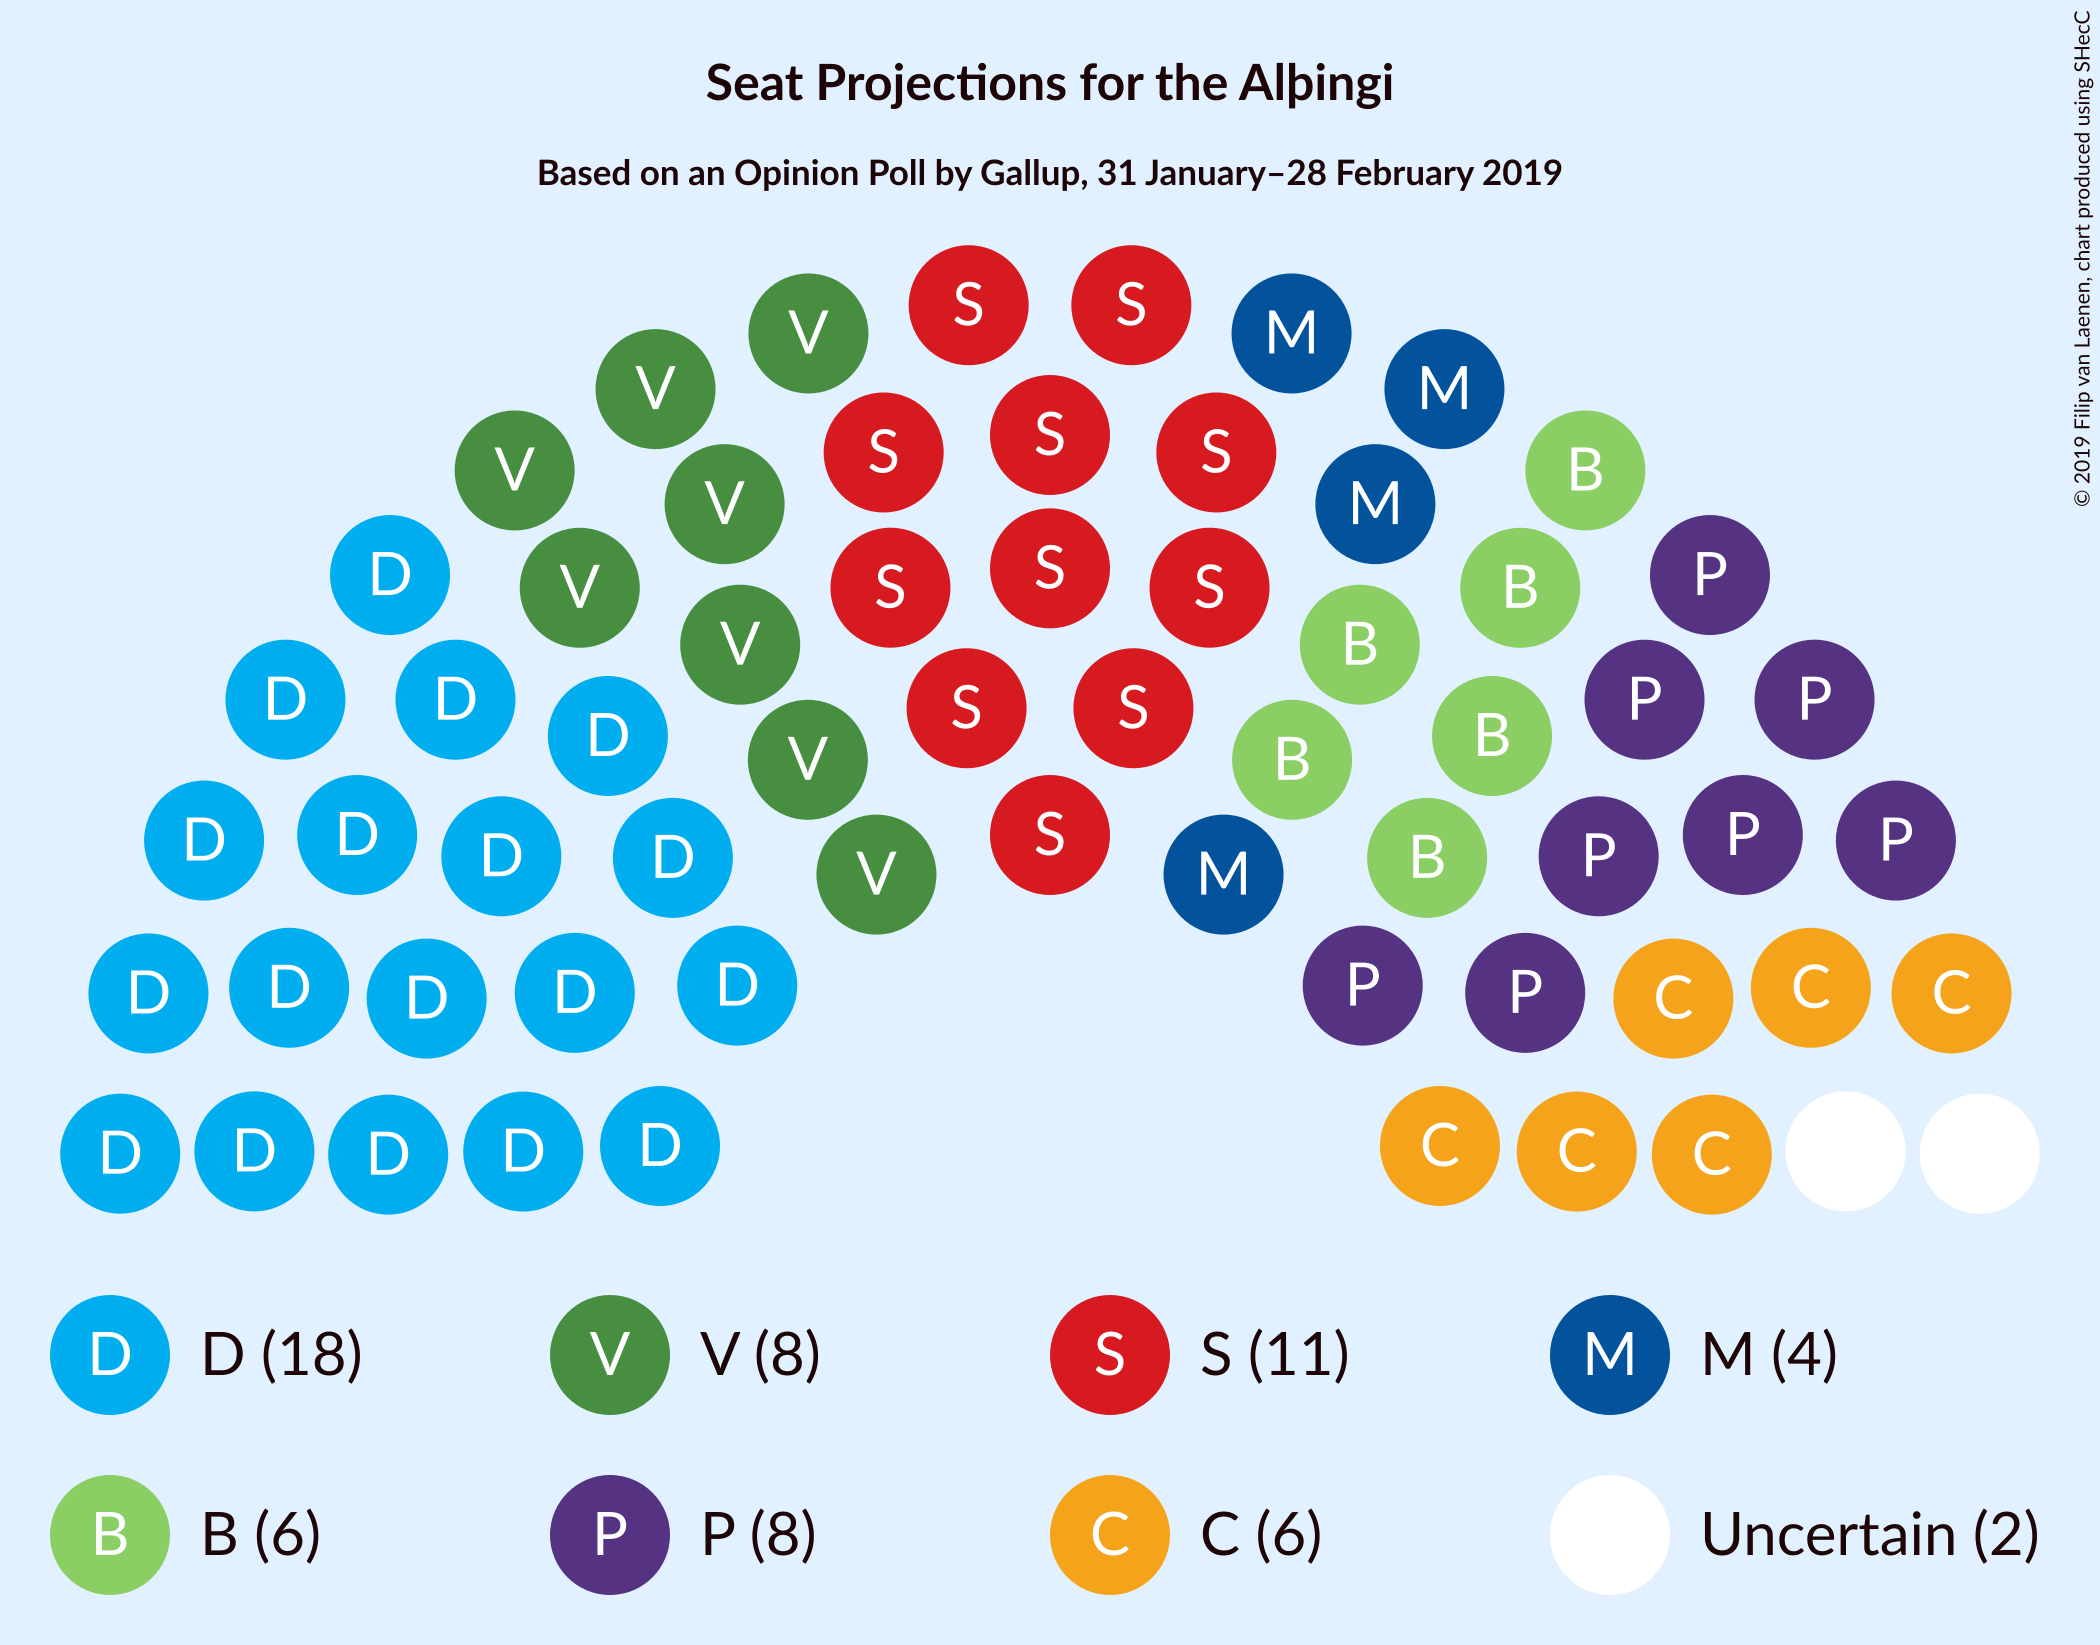 Seat Projections for the Alþingi
Based on an Opinion Poll by Gallup, 31 January–28 February 2019
© 2019 Filip van Laenen, chart produced using SHecC
S S
V M
V M
S
S S
V B
V M
S
D P
V S S B
V B
D D P P
S S
D B
V B
D D P P
S
D D B P
V M
D D P C
D D P C
D C
D D D D D C C C
D D (18) V V (8) S S (11) M M (4)
B B (6) P P (8) C C (6) Uncertain (2)